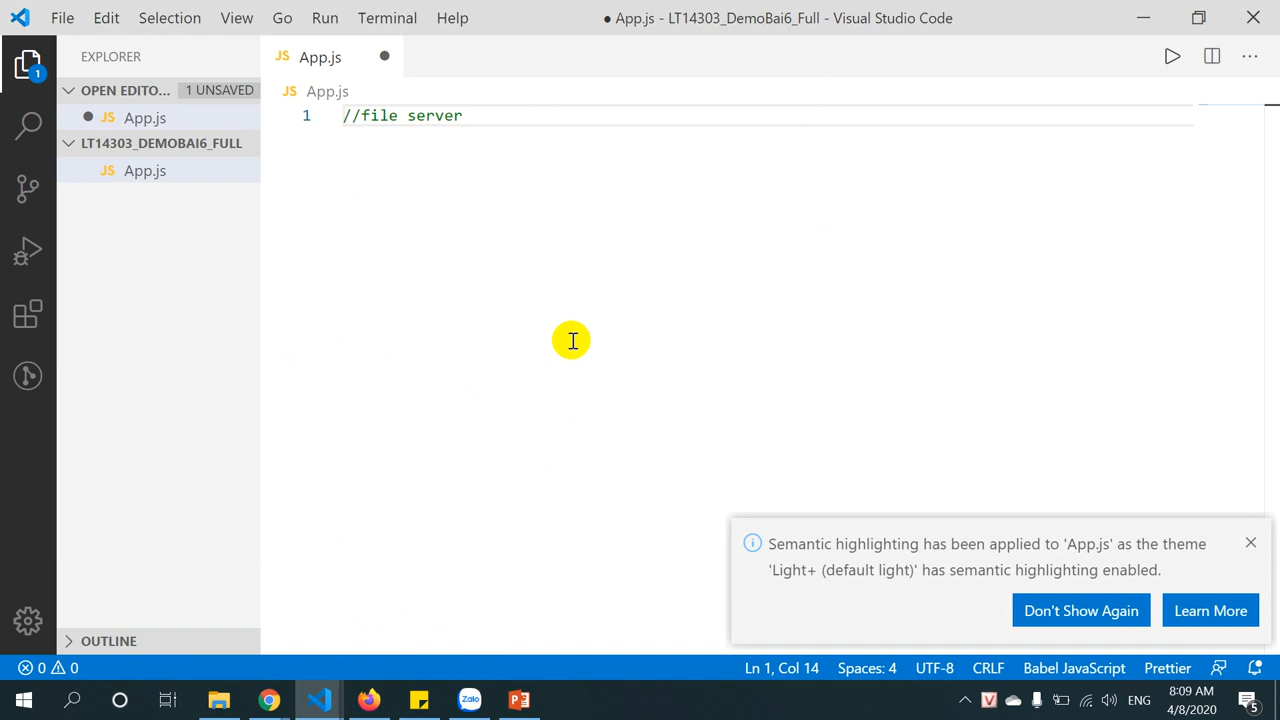 File Edit Selection View Go Run Terminal Help
● App.js - LT14303_DemoBai6_Full - Visual Studio Code
EXPLORER
JS App.js
OPEN EDITO... 1 UNSAVED
JS App.js
JS App.js
1 //file server
LT14303_DEMOBAI6_FULL
JS App.js
1
Semantic highlighting has been applied to 'App.js' as the theme
'Light+ (default light)' has semantic highlighting enabled.
Don't Show Again
Learn More
OUTLINE
0 0
Ln 1, Col 14 Spaces: 4 UTF-8 CRLF Babel JavaScript Prettier
Zalo
ENG
8:09 AM
4/8/2020
5